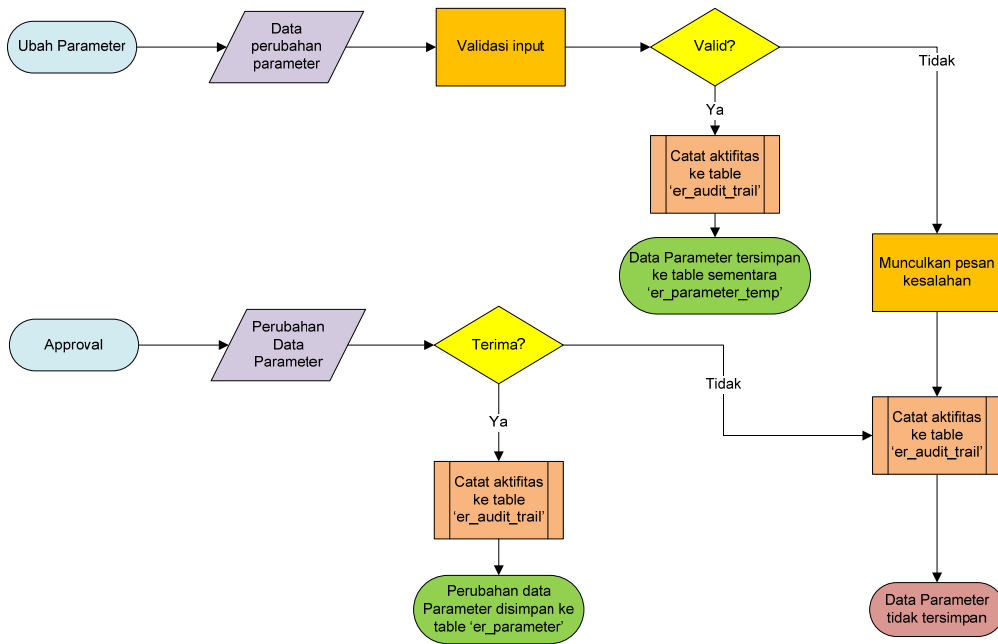 Ubah Parameter
Data
perubahan
parameter
Validasi input
Valid?
Tidak
Ya
Catat aktifitas
ke table
‘er_audit_trail’
Data Parameter tersimpan
ke table sementara
‘er_parameter_temp’
Munculkan pesan
kesalahan
Approval
Perubahan
Data
Parameter
Terima?
Tidak
Ya
Catat aktifitas
ke table
‘er_audit_trail’
Catat aktifitas
ke table
‘er_audit_trail’
Perubahan data
Parameter disimpan ke
table ‘er_parameter’
Data Parameter
tidak tersimpan